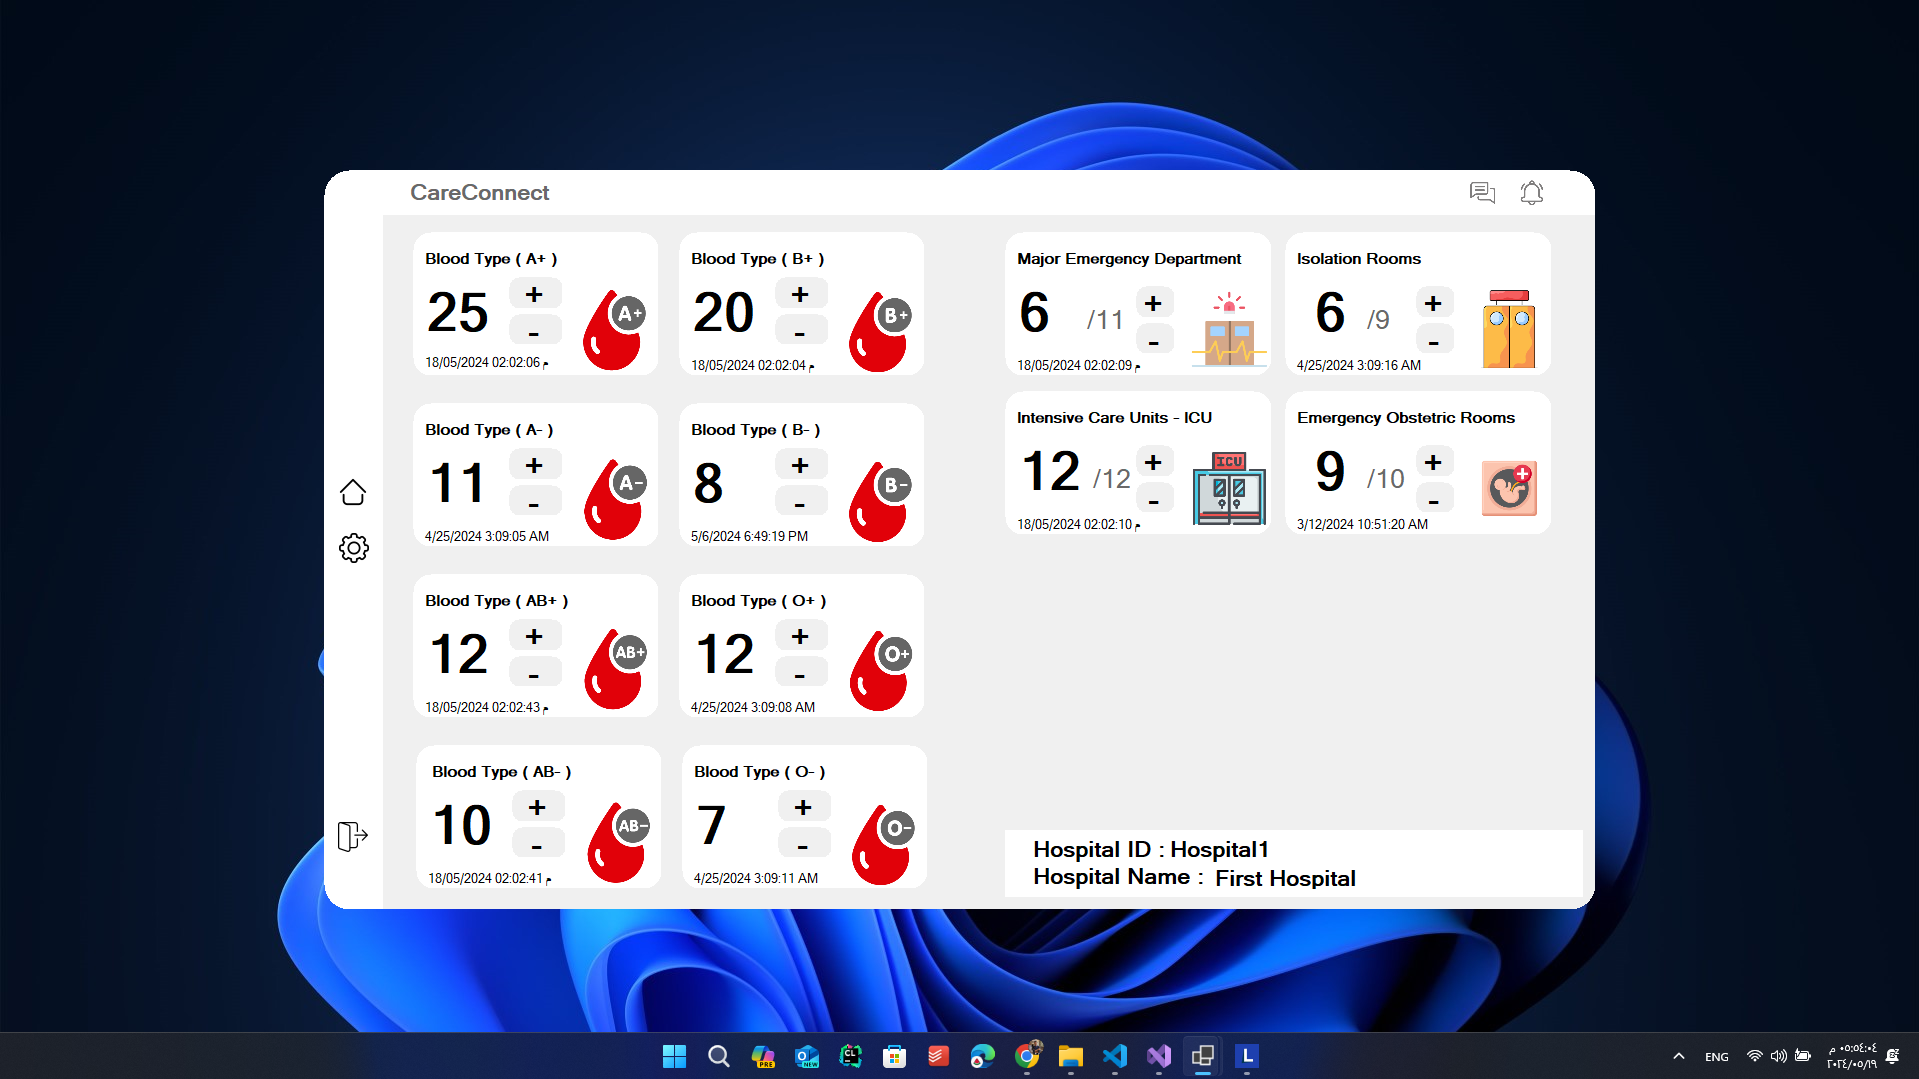 CareConnect
Blood Type ( A+ )
25
+
-
A+
18/05/2024 02:02:06 م
Blood Type ( B+ )
20
+
-
B+
18/05/2024 02:02:04 م
Major Emergency Department
6
/11
+
-
18/05/2024 02:02:09 م
Isolation Rooms
6
/9
+
-
4/25/2024 3:09:16 AM
Blood Type ( A- )
11
+
-
A-
4/25/2024 3:09:05 AM
Blood Type ( B- )
8
+
-
B-
5/6/2024 6:49:19 PM
Intensive Care Units - ICU
12
/12
+
-
ICU
18/05/2024 02:02:10 م
Emergency Obstetric Rooms
9
/10
+
-
3/12/2024 10:51:20 AM
Blood Type ( AB+ )
12
+
-
AB+
18/05/2024 02:02:43 م
Blood Type ( O+ )
12
+
-
O+
4/25/2024 3:09:08 AM
Blood Type ( AB- )
10
+
-
AB-
18/05/2024 02:02:41 م
Blood Type ( O- )
7
+
-
O-
4/25/2024 3:09:11 AM
Hospital ID : Hospital1
Hospital Name : First Hospital
PRE
NEW
CL
L
ENG
٠٥:٥٤:٠٤ م
٢٠٢٤/٠٥/١٩